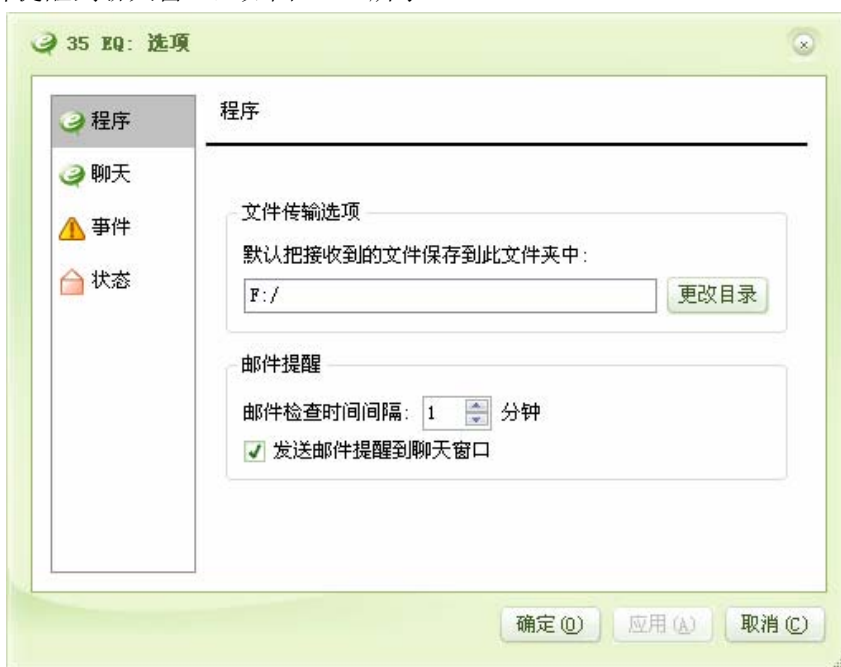 35 EQ: 选项
程序
聊天
事件
状态
程序
文件传输选项
默认把接收到的文件保存到此文件夹中:
F:/
更改目录
邮件提醒
邮件检查时间间隔: 1 分钟
发送邮件提醒到聊天窗口
确定(O) 应用(A) 取消(C)